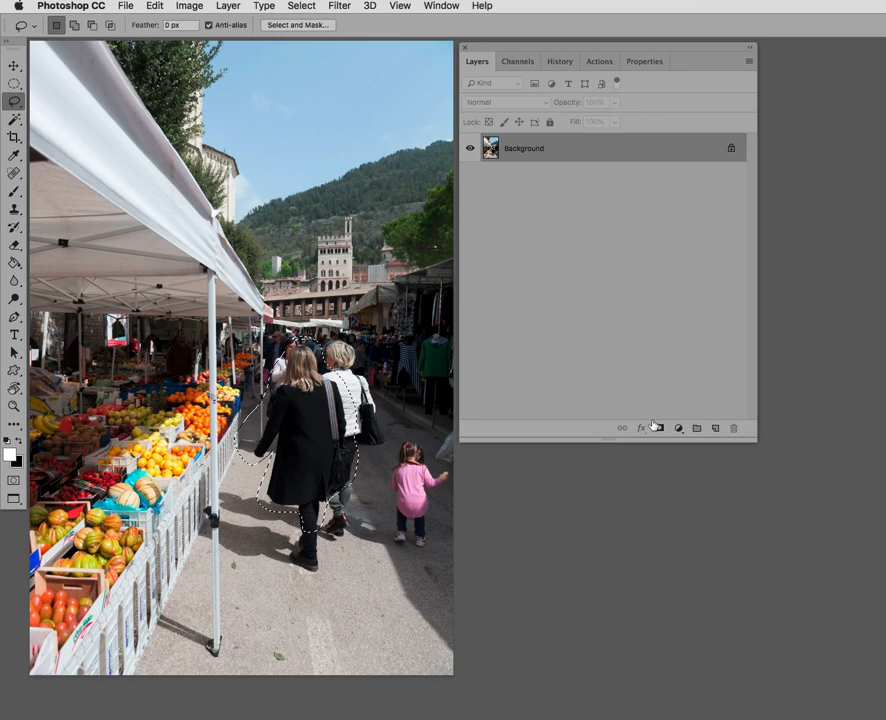 Photoshop CC File Edit Image Layer Type Select Filter 3D View Window Help
Feather: 0 px Anti-alias Select and Mask...
Layers Channels History Actions Properties
Kind
Normal Opacity: 100%
Lock: Fill: 100%
Background